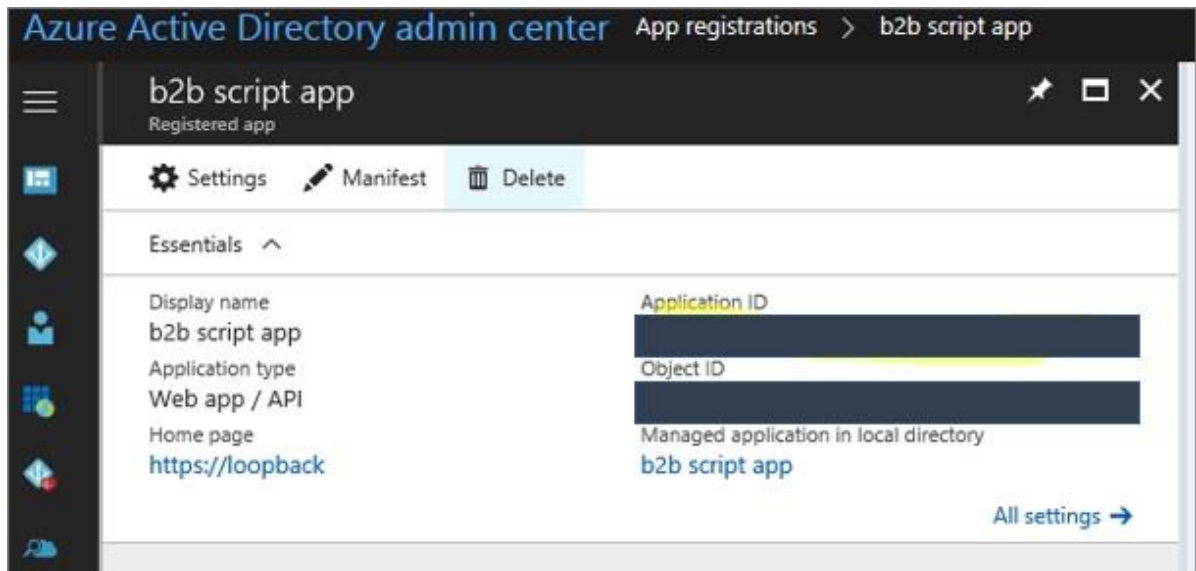 Azure Active Directory admin center App registrations > b2b script app
b2b script app
Registered app
Settings Manifest Delete
Essentials
Display name
b2b script app
Application type
Web app / API
Home page
https://loopback
Application ID
Object ID
Managed application in local directory
b2b script app
All settings →